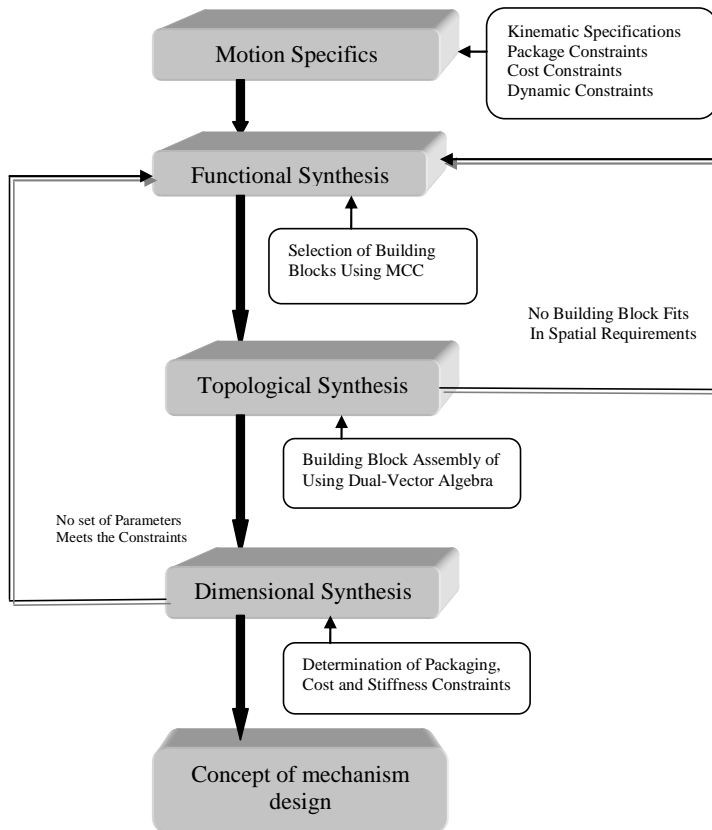 Motion Specifics
Kinematic Specifications
Package Constraints
Cost Constraints
Dynamic Constraints
Functional Synthesis
Selection of Building
Blocks Using MCC
No Building Block Fits
In Spatial Requirements
Topological Synthesis
Building Block Assembly of
Using Dual-Vector Algebra
No set of Parameters
Meets the Constraints
Dimensional Synthesis
Determination of Packaging,
Cost and Stiffness Constraints
Concept of mechanism
design